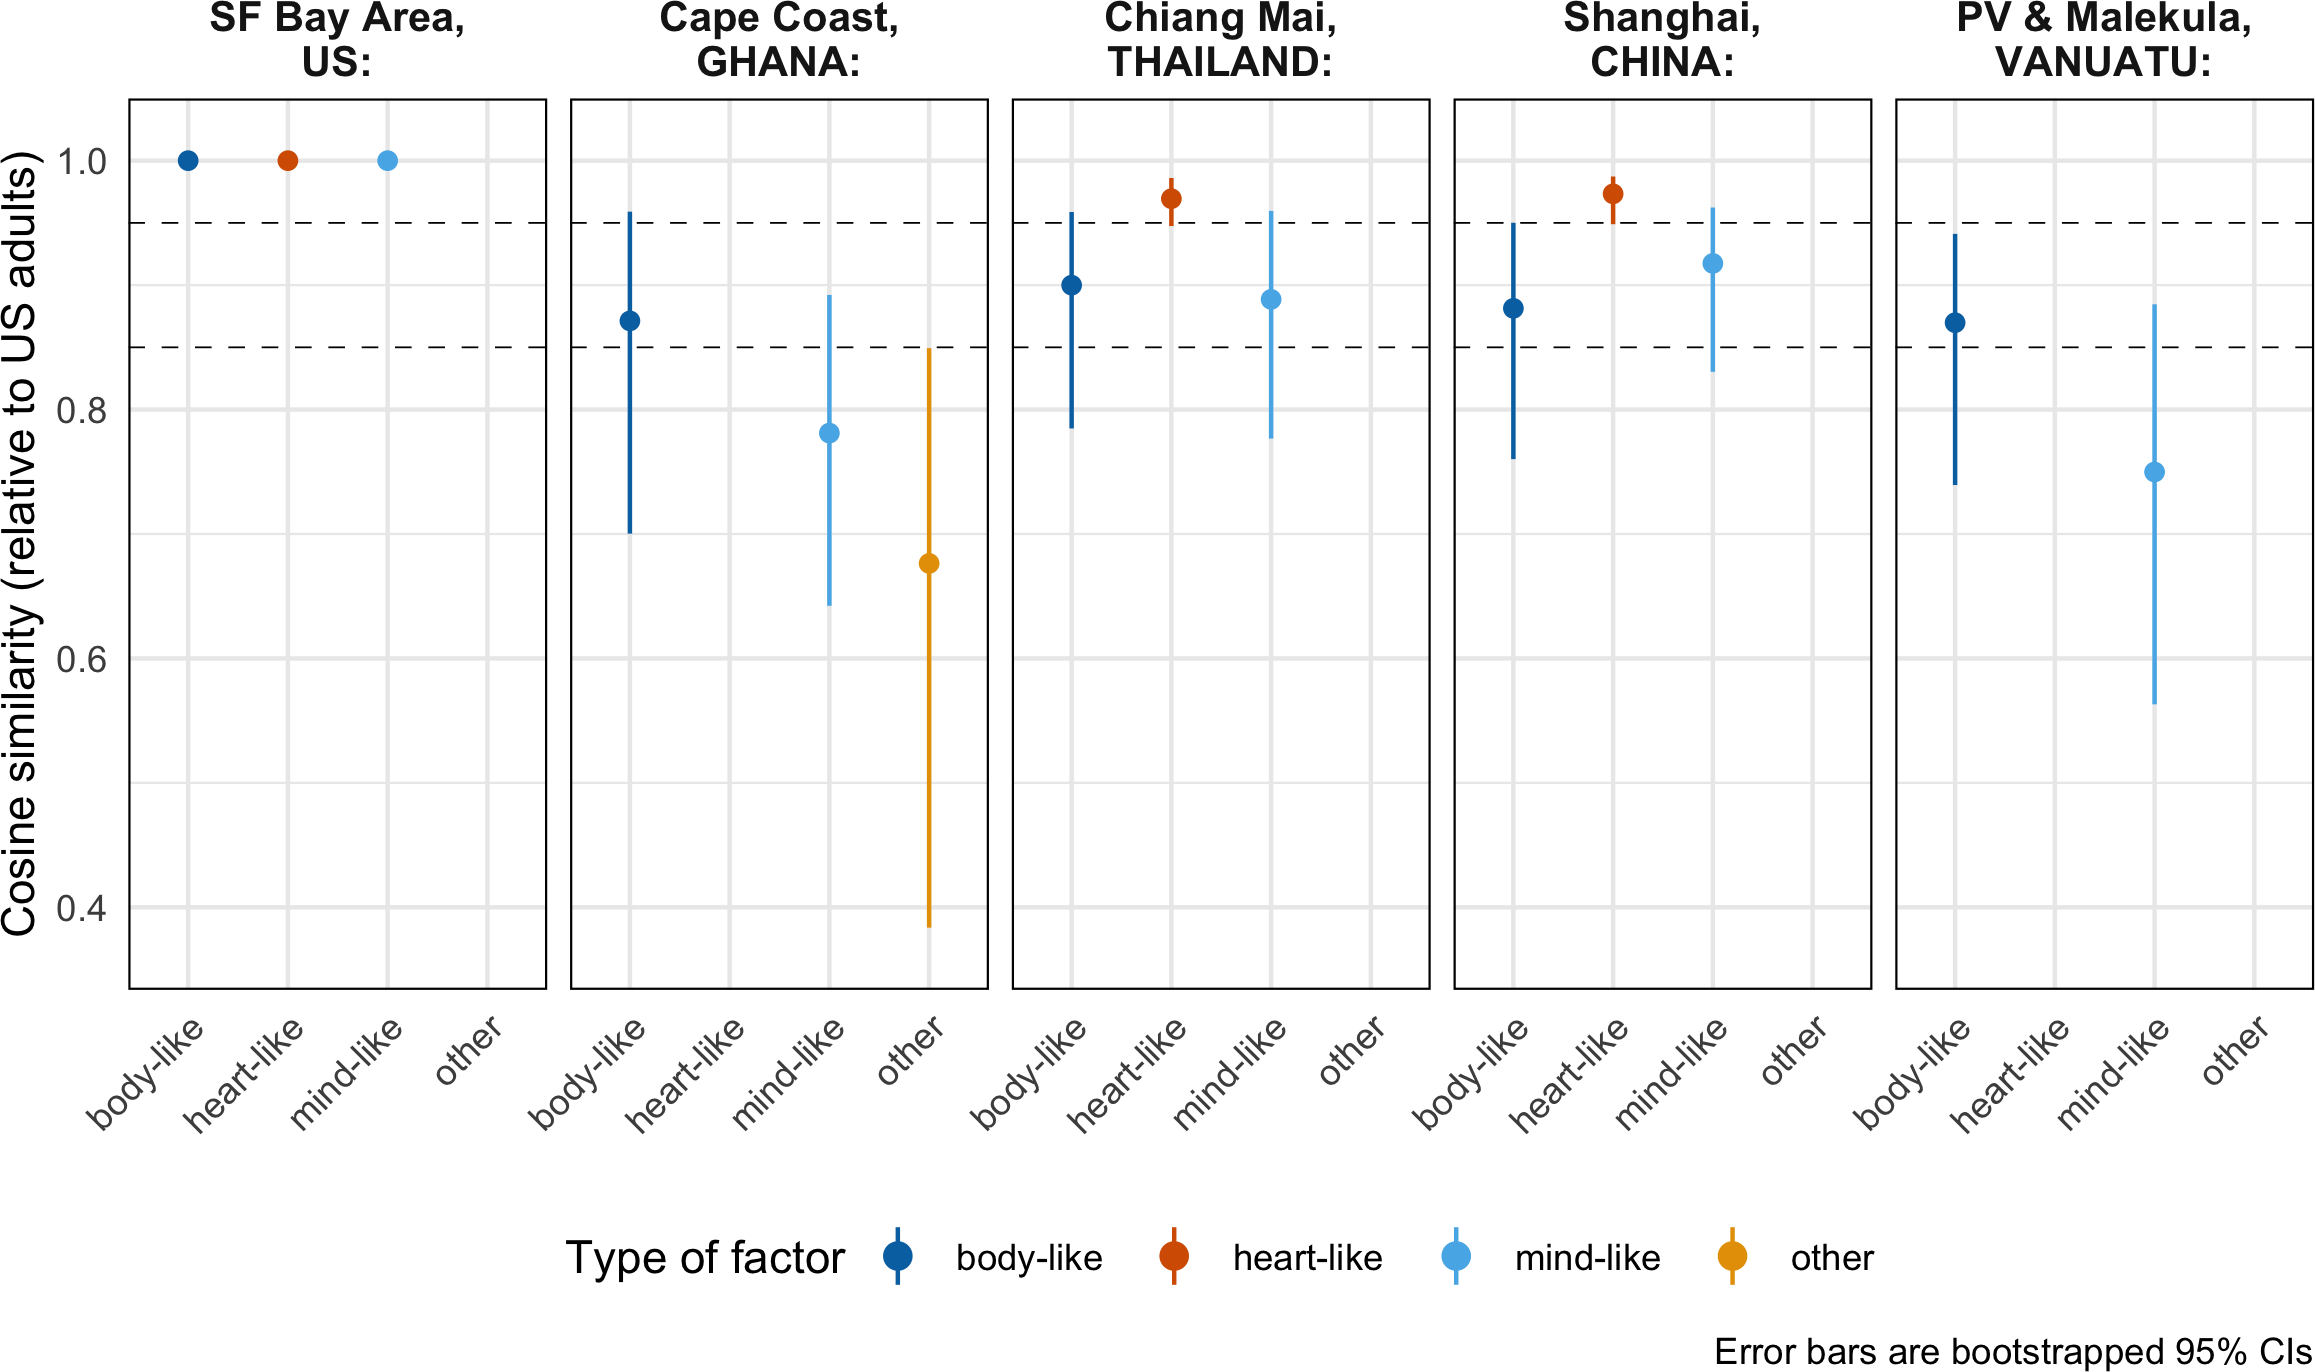 SF Bay Area,
US:
Cape Coast,
GHANA:
Chiang Mai,
THAILAND:
Shanghai,
CHINA:
PV & Malekula,
VANUATU:
Cosine similarity (relative to US adults)
1.0
0.8
0.6
0.4
body-like
heart-like
mind-like
other
body-like
heart-like
mind-like
other
body-like
heart-like
mind-like
other
body-like
heart-like
mind-like
other
body-like
heart-like
mind-like
other
Type of factor body-like heart-like mind-like other
Error bars are bootstrapped 95% CIs